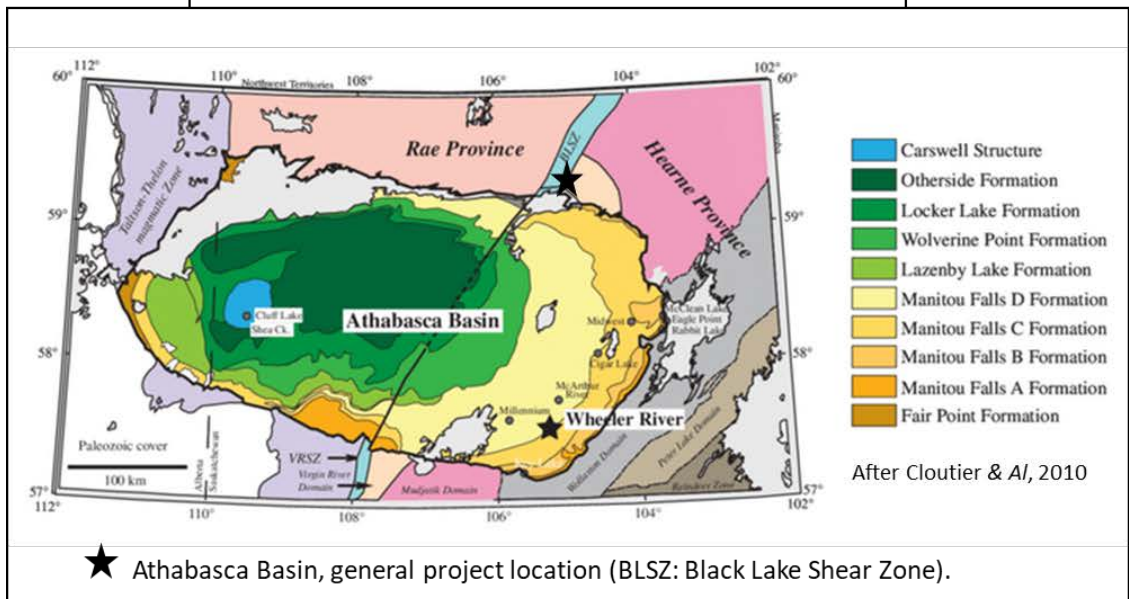 112°
60°
110°
Northwest Territories
108°
106°
104°
102°
60°
Manitoba
Rae Province
BLSZ
Hearne Province
Taltson-Thelon
magmatic Zone
59°
59°
Carswell Structure
Otherside Formation
Locker Lake Formation
Wolverine Point Formation
Lazenby Lake Formation
Manitou Falls D Formation
Manitou Falls C Formation
Manitou Falls B Formation
Manitou Falls A Formation
Fair Point Formation
Cluff Lake
Shea Ck.
Athabasca Basin
Midwest
McClean Lake
Eagle Point
Rabbit Lake
58°
58°
Cigar Lake
McArthur
River
Millennium
Wheeler River
Paleozoic cover
100 km
Alberta
Saskatchewan
VRSZ
Virgin River
Domain
Mudjatik Domain
Wollaston Domain
Peter Lake Domain
Reindeer Zone
57°
57°
112°
110°
108°
106°
104°
102°
After Cloutier & Al, 2010
Athabasca Basin, general project location (BLSZ: Black Lake Shear Zone).